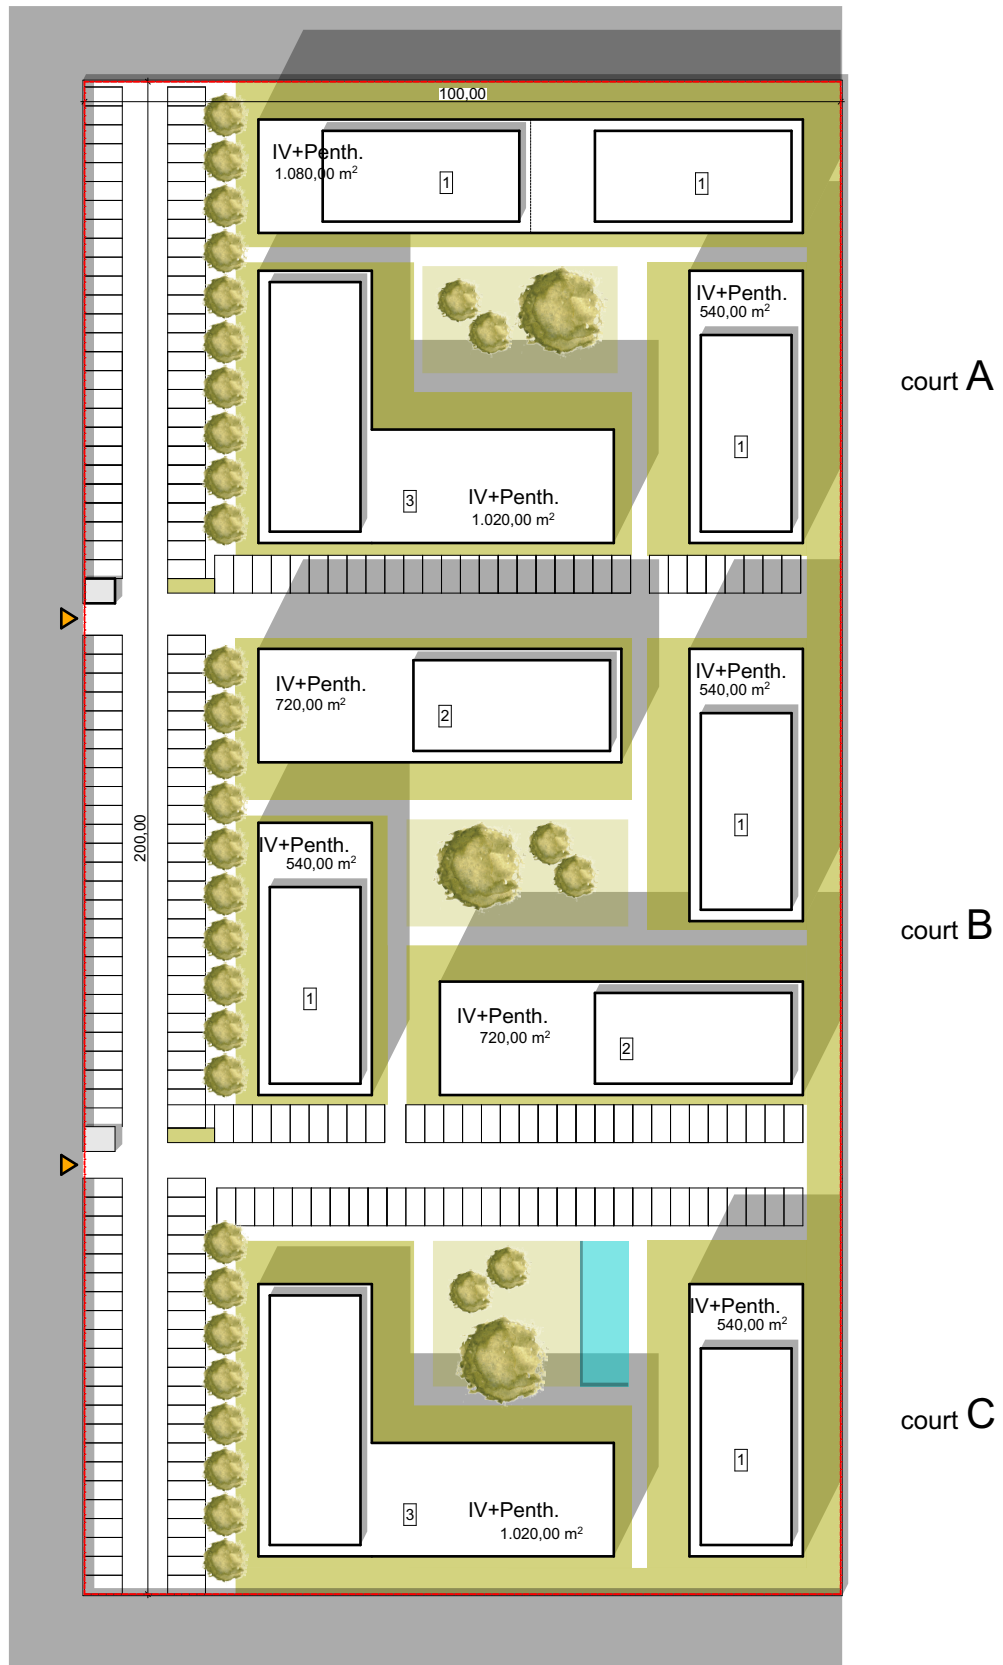 100,00
IV+Penth.
1.080,00 m²
1
1
IV+Penth.
540,00 m²
court A
1
3
IV+Penth.
1.020,00 m²
IV+Penth.
720,00 m²
2
IV+Penth.
540,00 m²
200,00
1
IV+Penth.
540,00 m²
court B
1
IV+Penth.
720,00 m²
2
IV+Penth.
540,00 m²
court C
1
3
IV+Penth.
1.020,00 m²